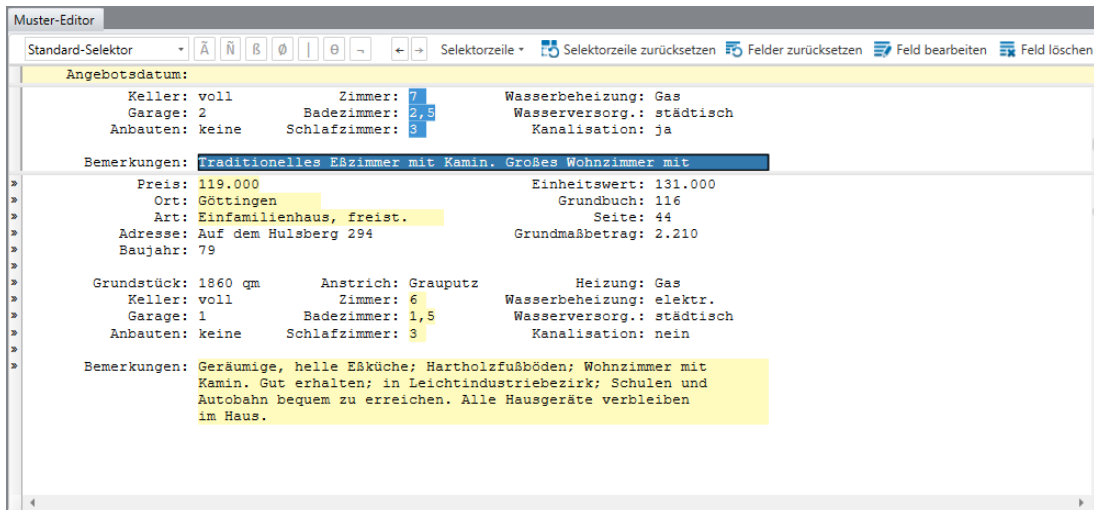 Muster-Editor
Standard-Selektor Ã Ñ ß Ø | θ ¬ ← → Selektorzeile Selektorzeile zurücksetzen Felder zurücksetzen Feld bearbeiten Feld löschen
Angebotsdatum:
Keller: voll Zimmer: 7 Wasserbeheizung: Gas
Garage: 2 Badezimmer: 2,5 Wasserversorg.: städtisch
Anbauten: keine Schlafzimmer: 3 Kanalisation: ja
Bemerkungen: Traditionelles Eßzimmer mit Kamin. Großes Wohnzimmer mit
» Preis: 119.000 Einheitswert: 131.000
» Ort: Göttingen Grundbuch: 116
» Art: Einfamilienhaus, freist. Seite: 44
» Adresse: Auf dem Hulsberg 294 Grundmaßbetrag: 2.210
» Baujahr: 79
»
» Grundstück: 1860 qm Anstrich: Grauputz Heizung: Gas
» Keller: voll Zimmer: 6 Wasserbeheizung: elektr.
» Garage: 1 Badezimmer: 1,5 Wasserversorg.: städtisch
» Anbauten: keine Schlafzimmer: 3 Kanalisation: nein
»
» Bemerkungen: Geräumige, helle Eßküche; Hartholzfußböden; Wohnzimmer mit
Kamin. Gut erhalten; in Leichtindustriebezirk; Schulen und
Autobahn bequem zu erreichen. Alle Hausgeräte verbleiben
im Haus.